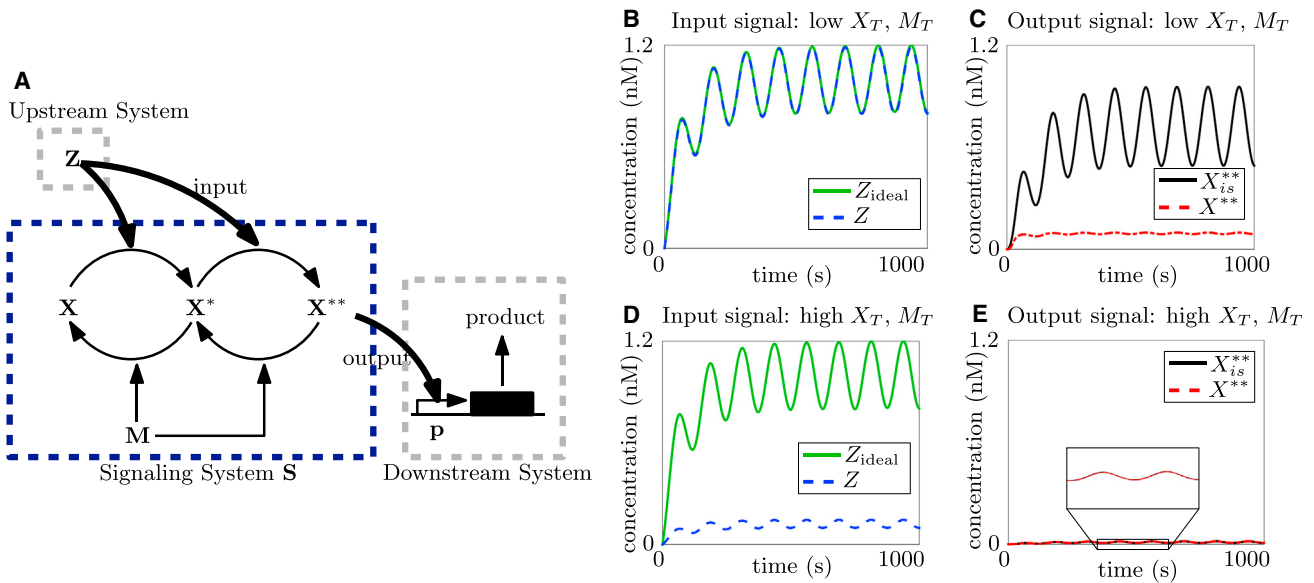 A
Upstream System
Z
input
X
X*
X**
output
M
Signaling System S
product
p
Downstream System
B
Input signal: low X_T, M_T
concentration (nM)
1.2
0
Z_ideal
Z
0
1000
time (s)
C
Output signal: low X_T, M_T
concentration (nM)
1.2
0
X_is**
X**
0
1000
time (s)
D
Input signal: high X_T, M_T
concentration (nM)
1.2
0
Z_ideal
Z
0
1000
time (s)
E
Output signal: high X_T, M_T
concentration (nM)
1.2
0
X_is**
X**
0
1000
time (s)